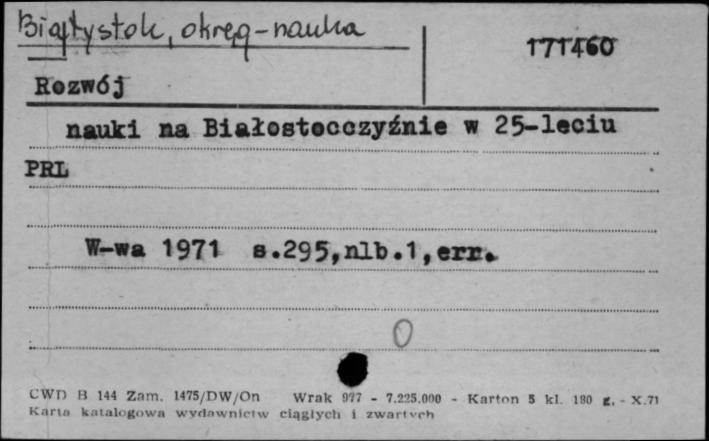 Białystok, okręg-nauka
171460
Rozwój
nauki na Białostocczyźnie w 25-leciu
PRL
W-wa 1971 s.295,nlb.1,err.
0
CWD B 144 Zam. 1475/DW/On Wrak 977 - 7.225.000 - Karton 5 kl. 180 g. - X.71
Karta katalogowa wydawnictw ciągłych i zwartych